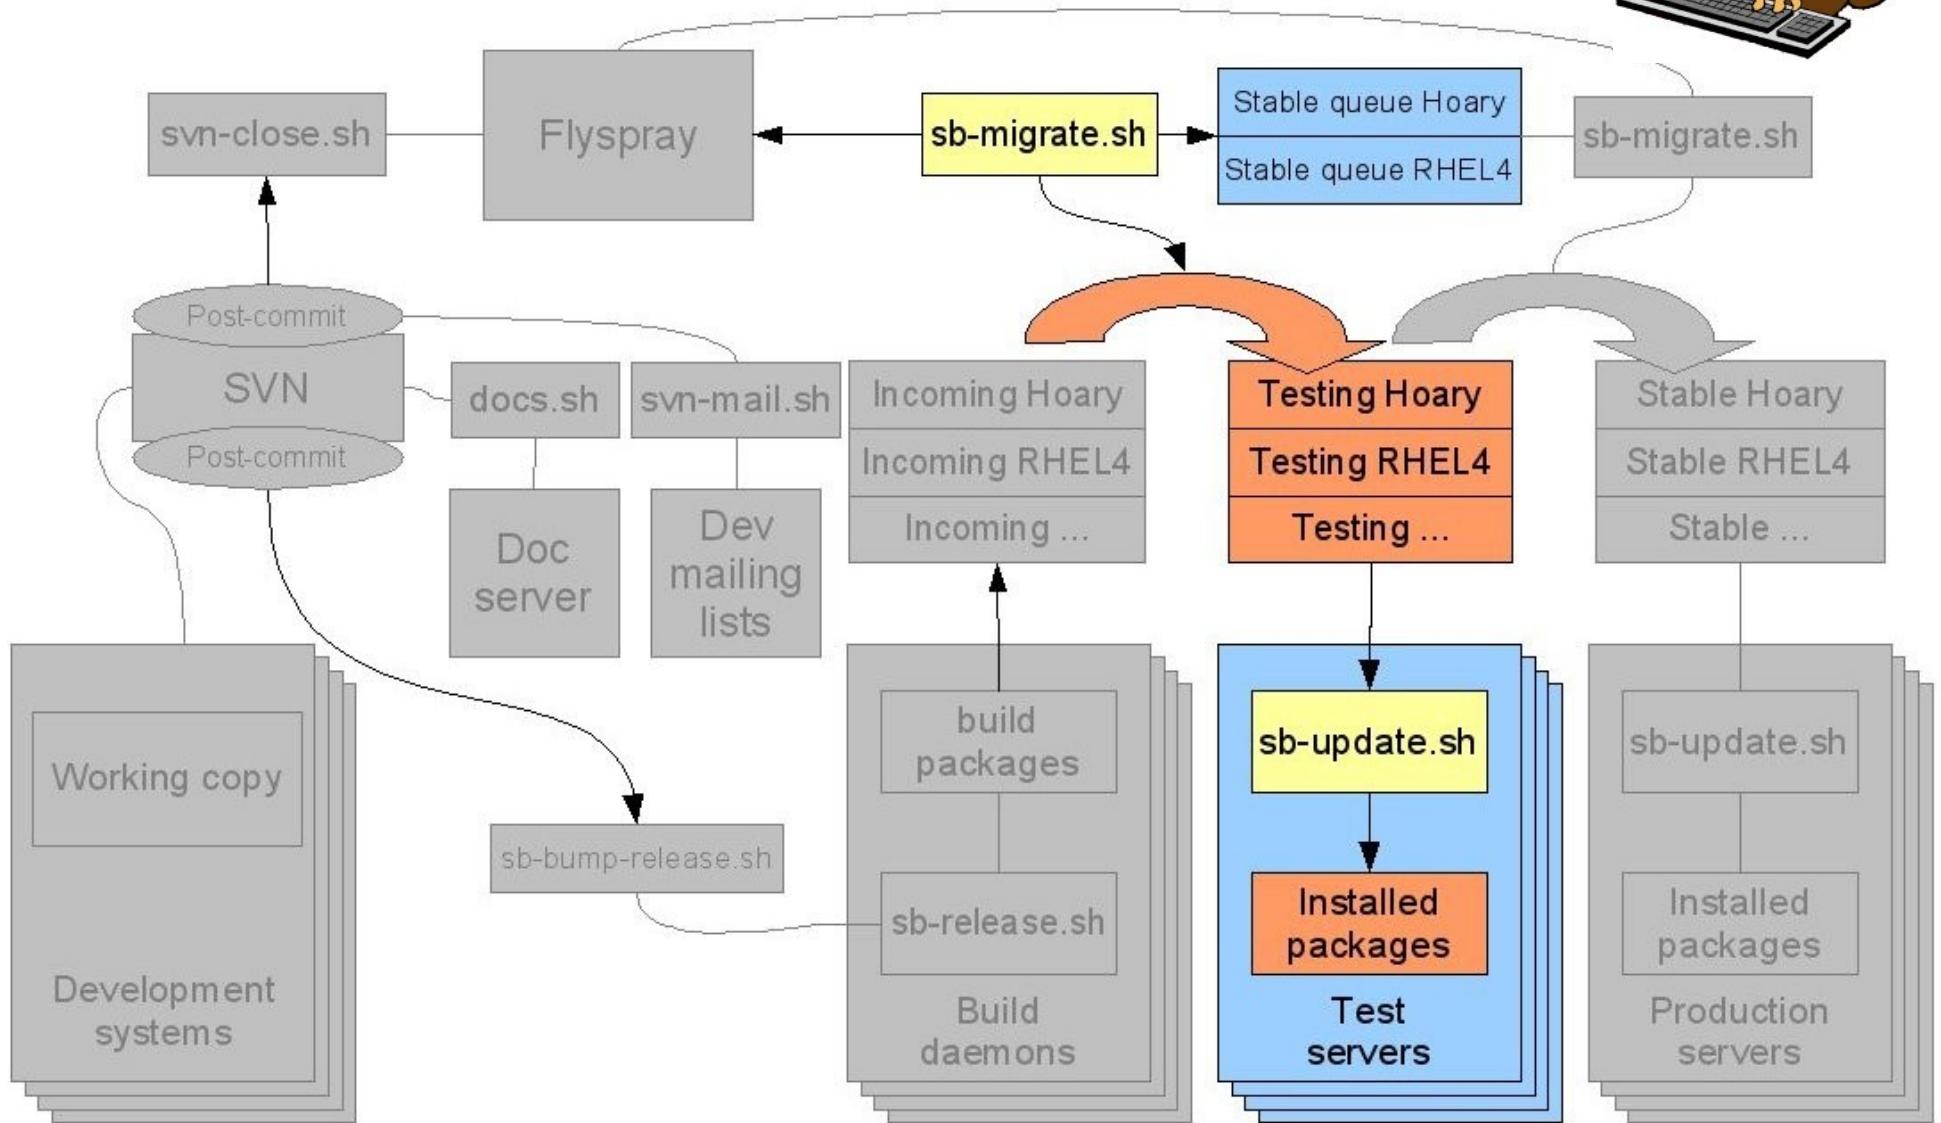 svn-close.sh
Flyspray
sb-migrate.sh
Stable queue Hoary
Stable queue RHEL4
sb-migrate.sh
Post-commit
SVN
Post-commit
docs.sh
svn-mail.sh
Incoming Hoary
Incoming RHEL4
Incoming ...
Testing Hoary
Testing RHEL4
Testing ...
Stable Hoary
Stable RHEL4
Stable ...
Doc
server
Dev
mailing
lists
Working copy
Development
systems
sb-bump-release.sh
build
packages
sb-release.sh
Build
daemons
sb-update.sh
Installed
packages
Test
servers
sb-update.sh
Installed
packages
Production
servers